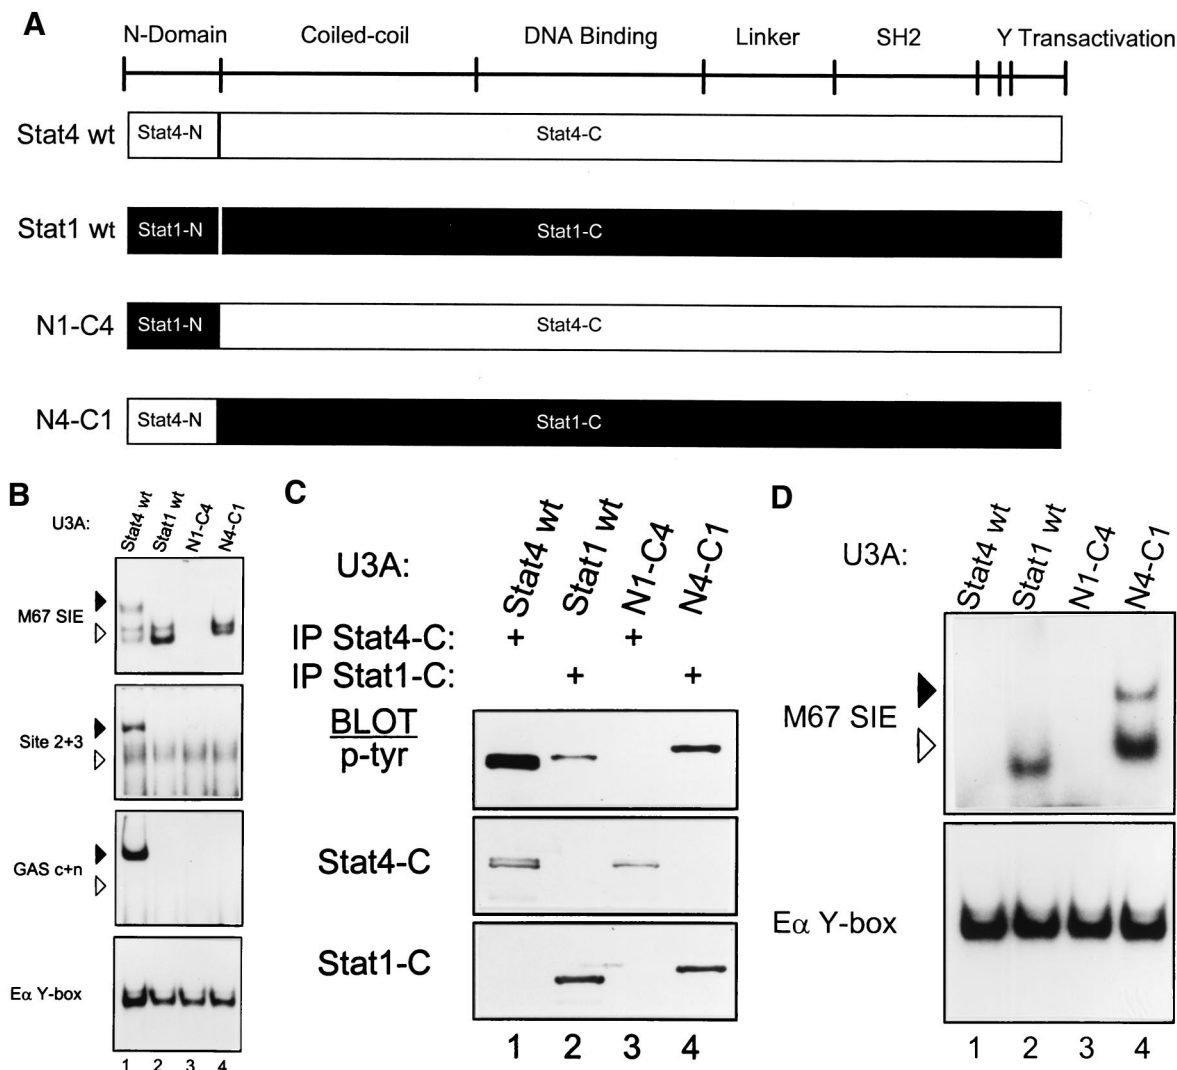 A
N-Domain Coiled-coil DNA Binding Linker SH2 Y Transactivation
Stat4 wt Stat4-N Stat4-C
Stat1 wt Stat1-N Stat1-C
N1-C4 Stat1-N Stat4-C
N4-C1 Stat4-N Stat1-C
B
U3A: Stat4 wt Stat1 wt N1-C4 N4-C1
M67 SIE
Site 2+3
GAS c+n
Eα Y-box
1 2 3 4
C
U3A: Stat4 wt Stat1 wt N1-C4 N4-C1
IP Stat4-C: + +
IP Stat1-C: + +
BLOT
p-tyr
Stat4-C
Stat1-C
1 2 3 4
D
U3A: Stat4 wt Stat1 wt N1-C4 N4-C1
M67 SIE
Eα Y-box
1 2 3 4